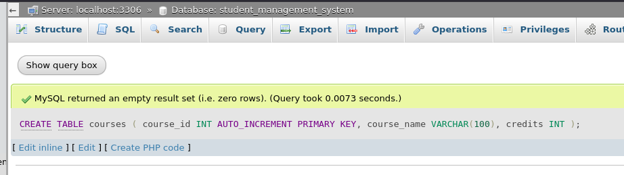 ← Server: localhost:3306 » Database: student_management_system
Structure SQL Search Query Export Import Operations Privileges Rou
Show query box
MySQL returned an empty result set (i.e. zero rows). (Query took 0.0073 seconds.)
CREATE TABLE courses ( course_id INT AUTO_INCREMENT PRIMARY KEY, course_name VARCHAR(100), credits INT );
[ Edit inline ] [ Edit ] [ Create PHP code ]